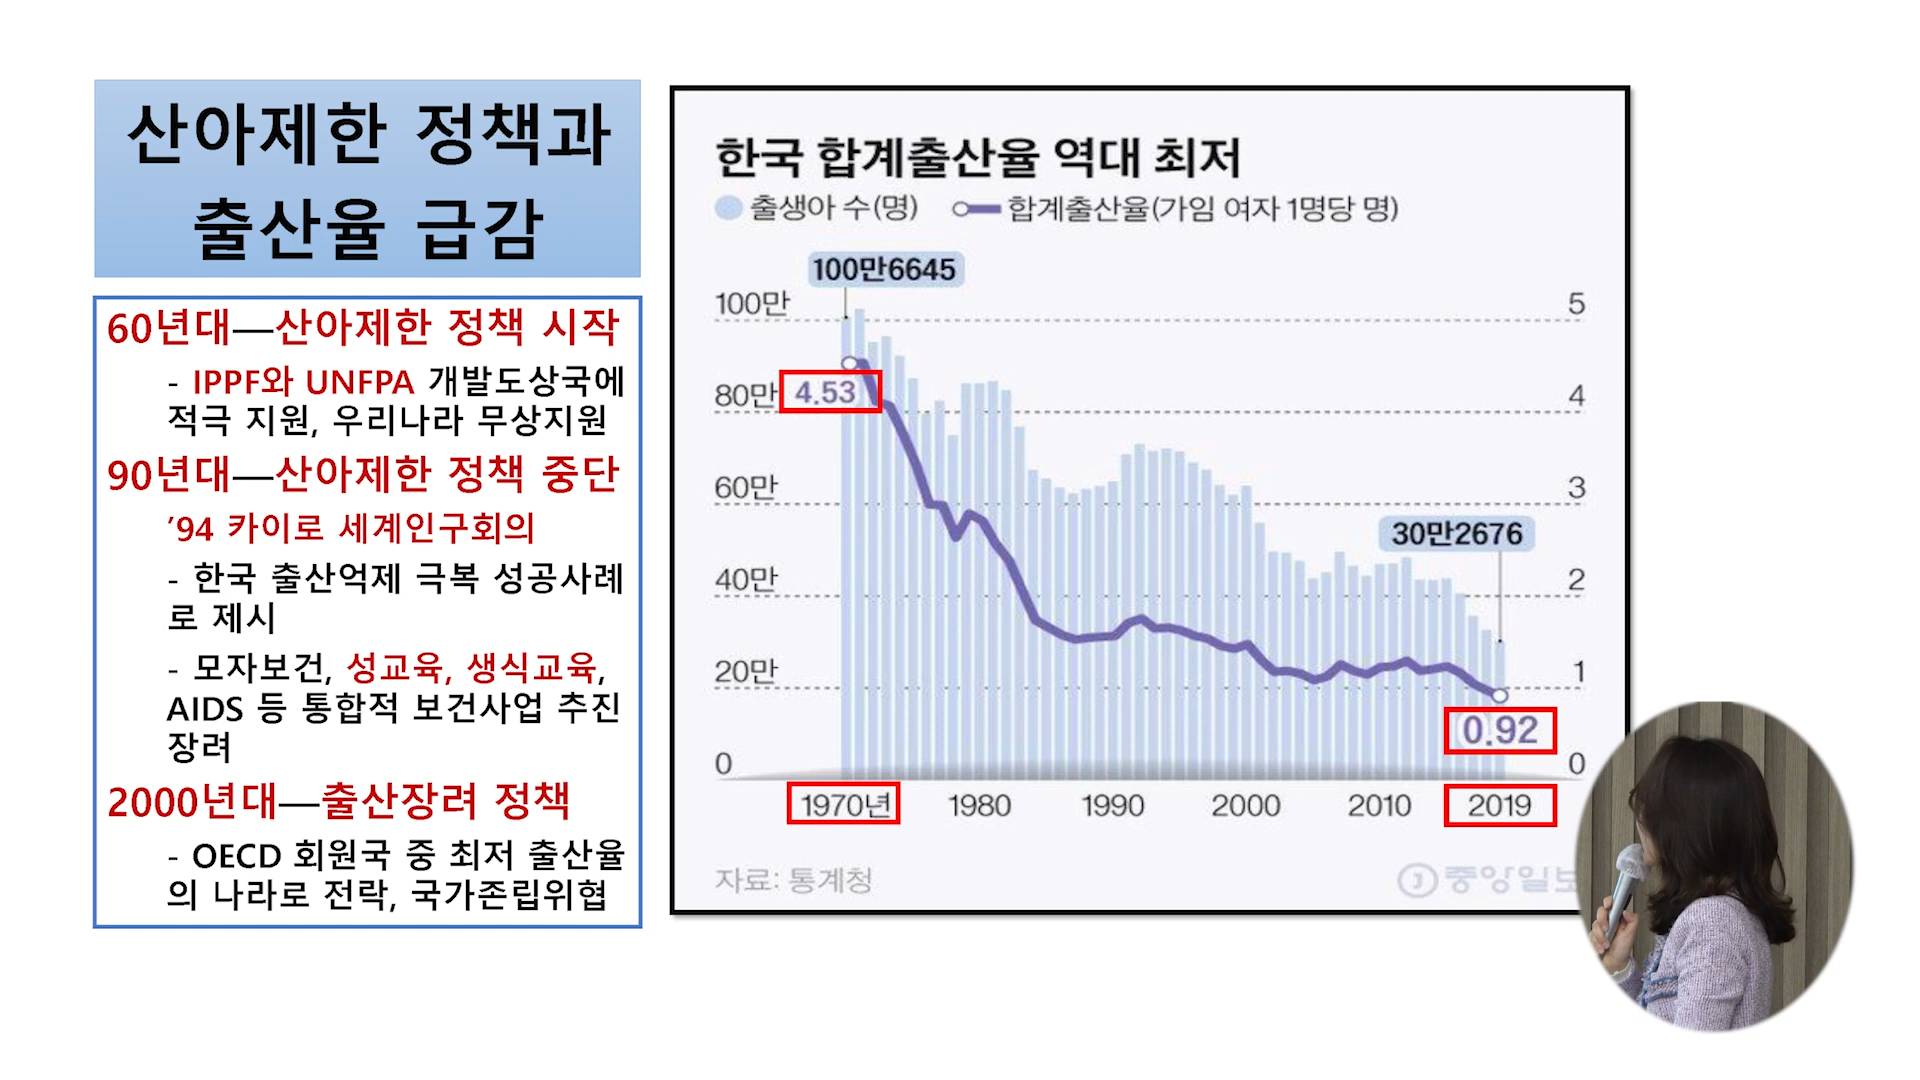 산아제한 정책과
출산율 급감
60년대—산아제한 정책 시작
- IPPF와 UNFPA 개발도상국에
적극 지원, 우리나라 무상지원
90년대—산아제한 정책 중단
’94 카이로 세계인구회의
- 한국 출산억제 극복 성공사례
로 제시
- 모자보건, 성교육, 생식교육,
AIDS 등 통합적 보건사업 추진
장려
2000년대—출산장려 정책
- OECD 회원국 중 최저 출산율
의 나라로 전락, 국가존립위협
한국 합계출산율 역대 최저
출생아 수(명) 합계출산율(가임 여자 1명당 명)
100만6645
100만 5
80만 4.53 4
60만 3
30만2676
40만 2
20만 1
0.92
0 0
1970년 1980 1990 2000 2010 2019
자료: 통계청
중앙일보